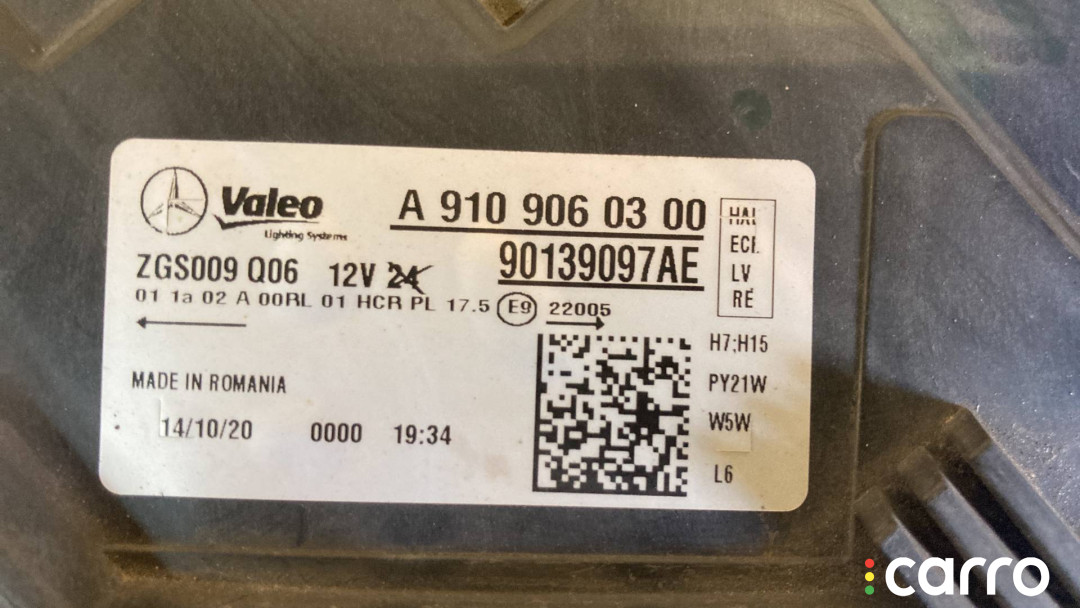 Valeo
Lighting Systems
A 910 906 03 00
90139097AE
ZGS009 Q06 12V 24
01 1a 02 A 00RL 01 HCR PL 17.5 E9 22005
HAL
ECE
LV
RE
H7;H15
PY21W
W5W
L6
MADE IN ROMANIA
14/10/20 0000 19:34
carro